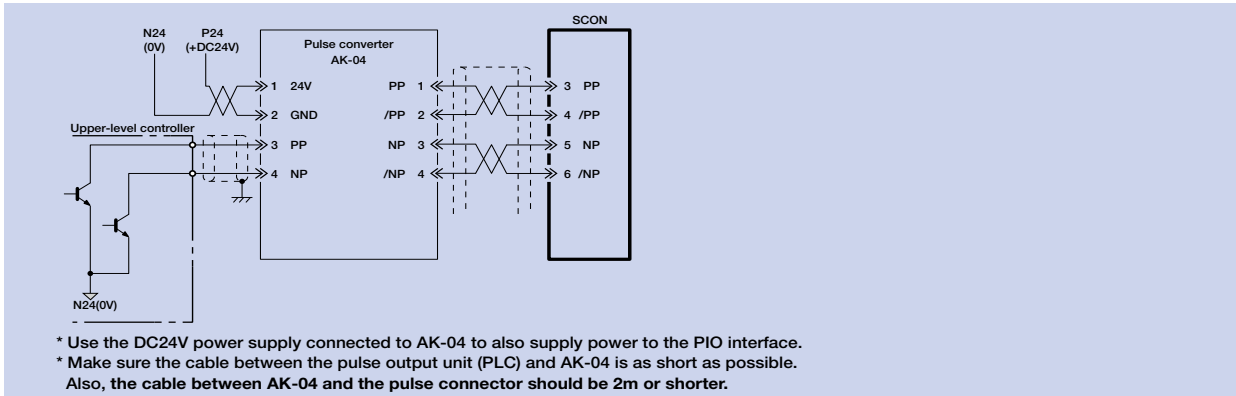 SCON
N24 P24
(0V) (+DC24V)
Pulse converter
AK-04
1 24V PP 1 3 PP
2 GND /PP 2 4 /PP
Upper-level controller
3 PP NP 3 5 NP
4 NP /NP 4 6 /NP
N24(0V)
* Use the DC24V power supply connected to AK-04 to also supply power to the PIO interface.
* Make sure the cable between the pulse output unit (PLC) and AK-04 is as short as possible.
Also, the cable between AK-04 and the pulse connector should be 2m or shorter.